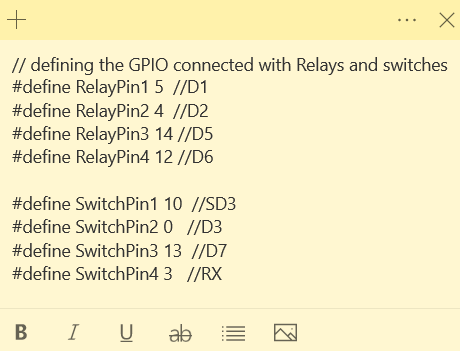 // defining the GPIO connected with Relays and switches
#define RelayPin1 5  //D1
#define RelayPin2 4  //D2
#define RelayPin3 14 //D5
#define RelayPin4 12 //D6

#define SwitchPin1 10  //SD3
#define SwitchPin2 0   //D3
#define SwitchPin3 13  //D7
#define SwitchPin4 3   //RX
B I U ab